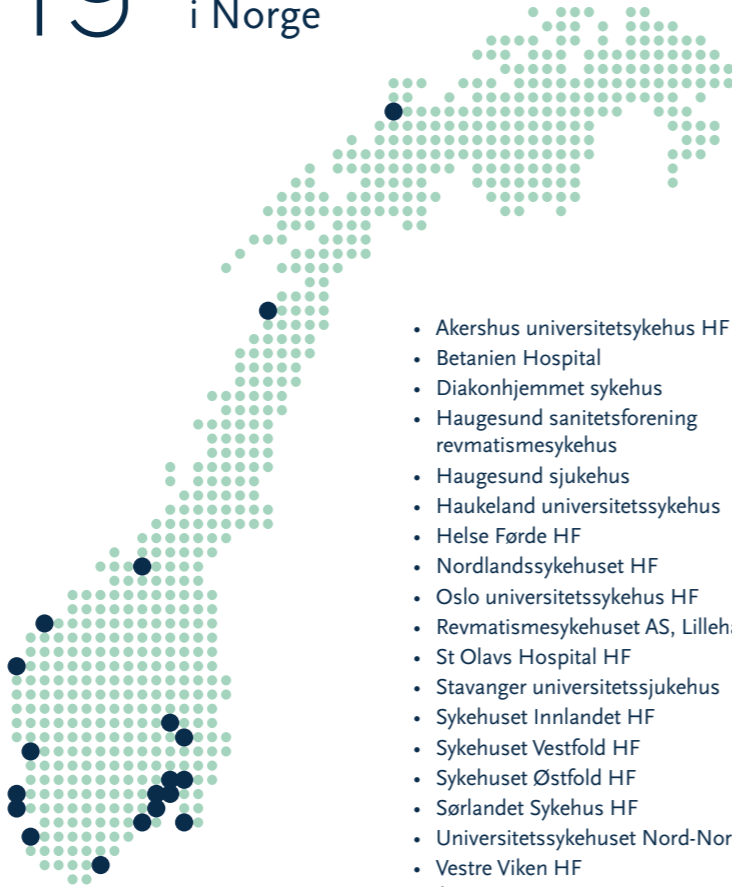 19
i Norge
• Akershus universitetsykehus HF
• Betanien Hospital
• Diakonhjemmet sykehus
• Haugesund sanitetsforening
revmatismesykehus
• Haugesund sjukehus
• Haukeland universitetssykehus
• Helse Førde HF
• Nordlandssykehuset HF
• Oslo universitetssykehus HF
• Revmatismesykehuset AS,
• St Olavs Hospital HF
• Stavanger universitetssjukehus
• Sykehuset Innlandet HF
• Sykehuset Vestfold HF
• Sykehuset Østfold HF
• Sørlandet Sykehus HF
• Universitetssykehuset
• Vestre Viken HF